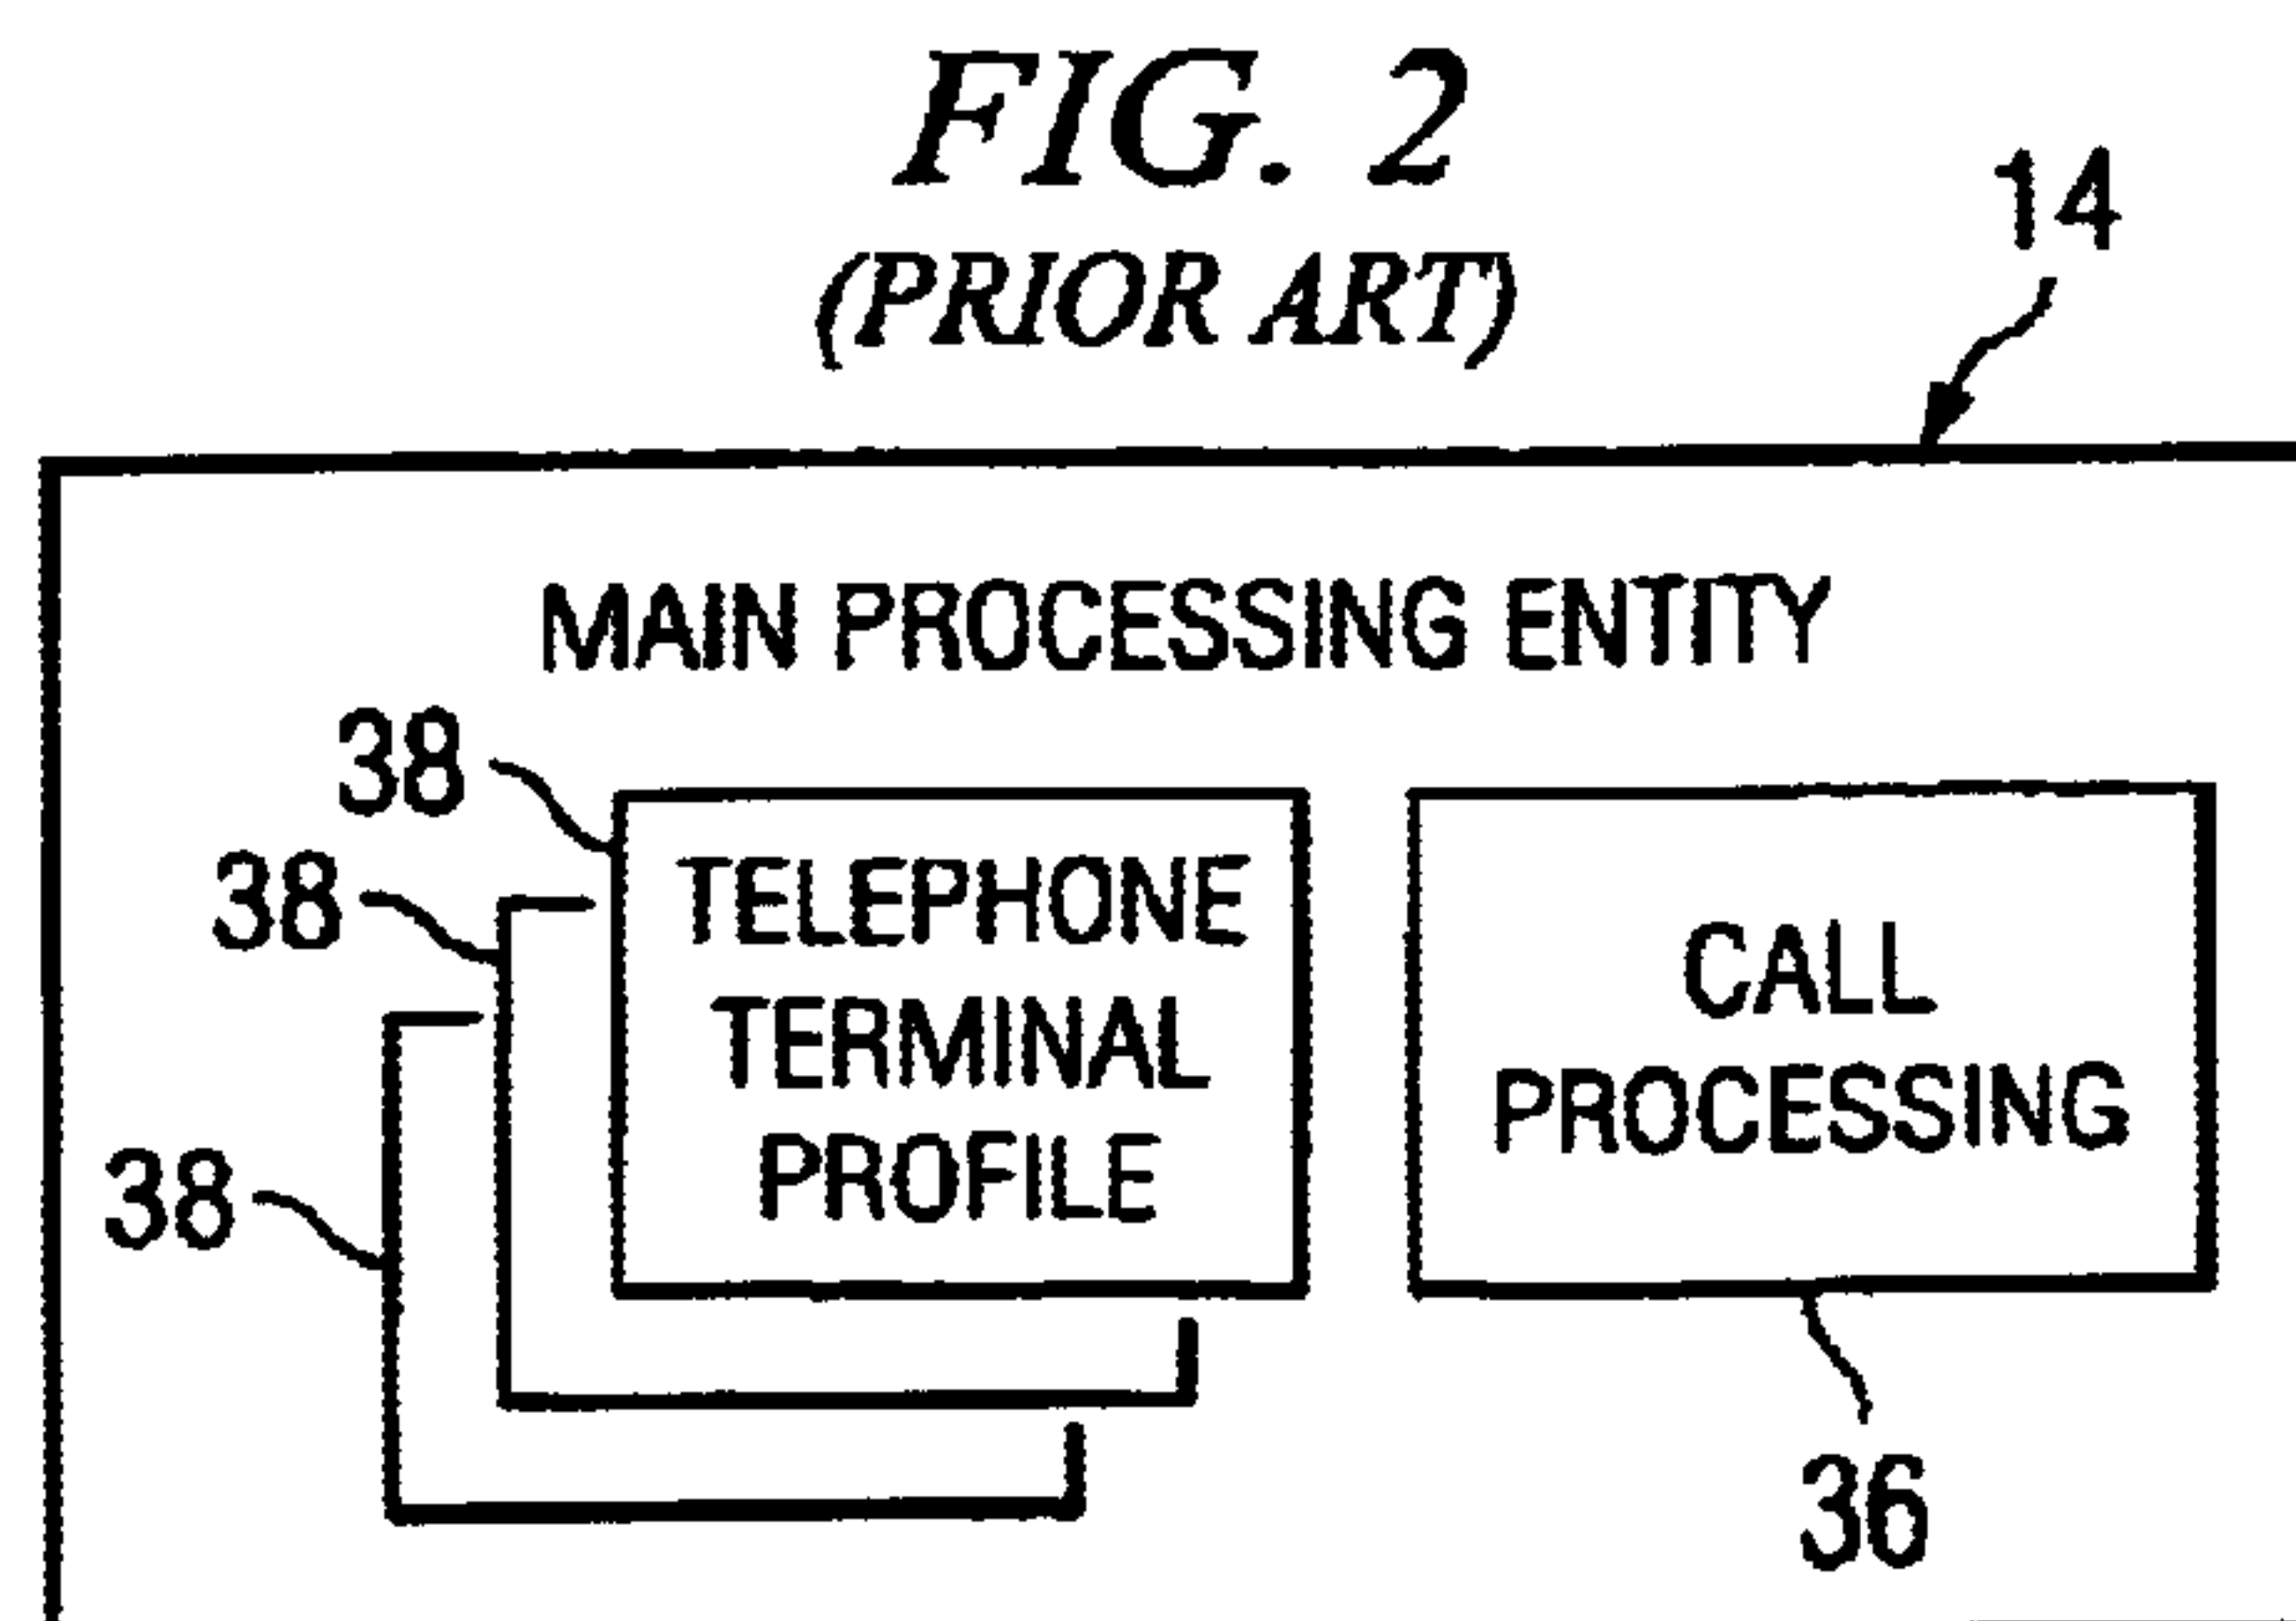 FIG. 2
(PRIOR ART)
14
MAIN PROCESSING ENTITY
38
38
38
TELEPHONE
TERMINAL
PROFILE
CALL
PROCESSING
36